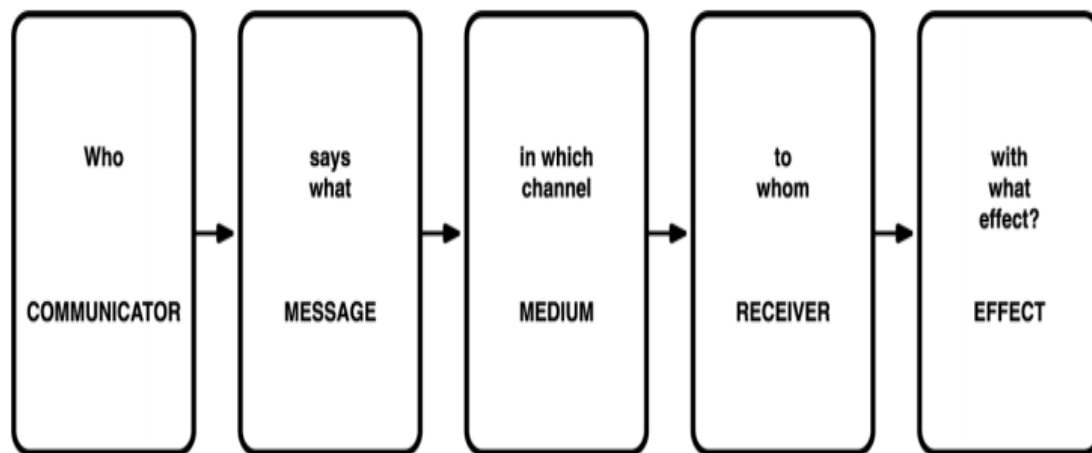 Who
COMMUNICATOR
says
what
MESSAGE
in which
channel
MEDIUM
to
whom
RECEIVER
with
what
effect?
EFFECT